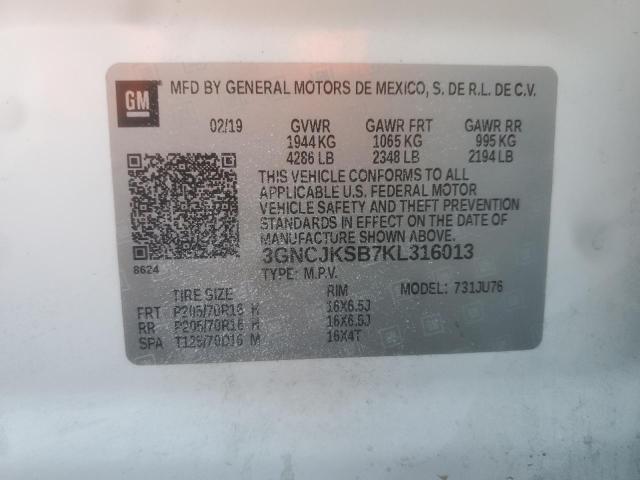 GM
MFD BY GENERAL MOTORS DE MEXICO, S. DE R.L. DE C.V.
02/19 GVWR GAWR FRT GAWR RR
1944 KG 1065 KG 995 KG
4286 LB 2348 LB 2194 LB
THIS VEHICLE CONFORMS TO ALL
APPLICABLE U.S. FEDERAL MOTOR
VEHICLE SAFETY AND THEFT PREVENTION
STANDARDS IN EFFECT ON THE DATE OF
MANUFACTURE SHOWN ABOVE.
3GNCJKSB7KL316013
8624
TYPE: M.P.V. MODEL: 731JU76
TIRE SIZE RIM
FRT P205/70R16 H 16X6.5J
RR P205/70R16 H 16X6.5J
SPA T125/70D16 M 16X4T